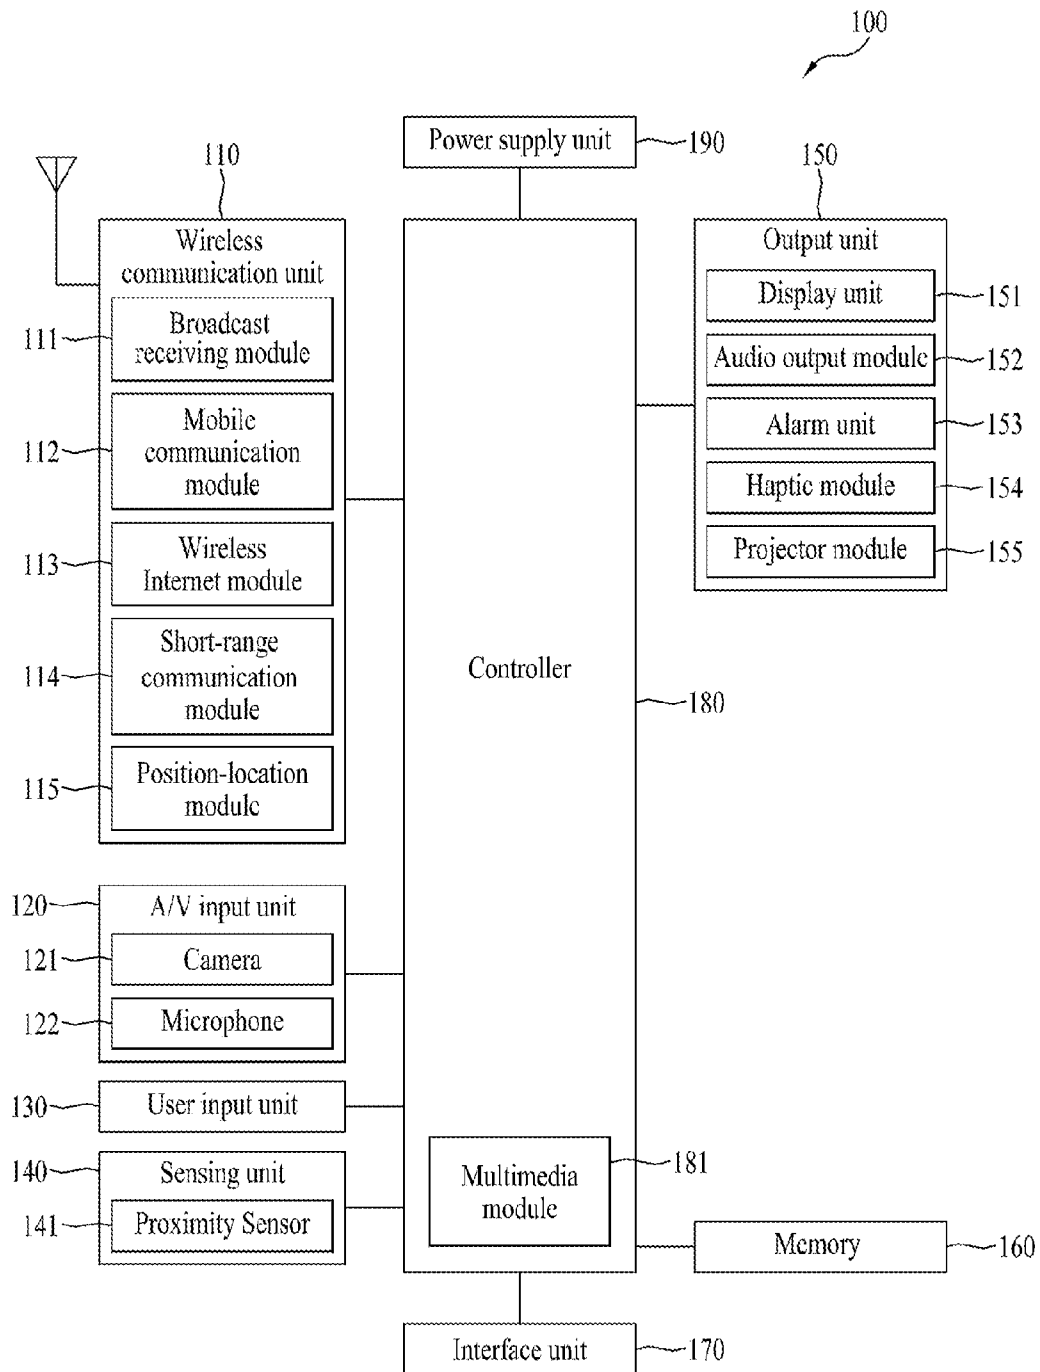 100
Power supply unit
190
110
150
Wireless
communication unit
Output unit
Broadcast
receiving module
111
Display unit
151
Audio output module
152
Mobile
communication
module
112
Alarm unit
153
Haptic module
154
Wireless
Internet module
113
Projector module
155
Short-range
communication
module
114
Controller
180
Position-location
module
115
120
A/V input unit
121
Camera
122
Microphone
130
User input unit
140
Sensing unit
141
Proximity Sensor
Multimedia
module
181
Memory
160
Interface unit
170